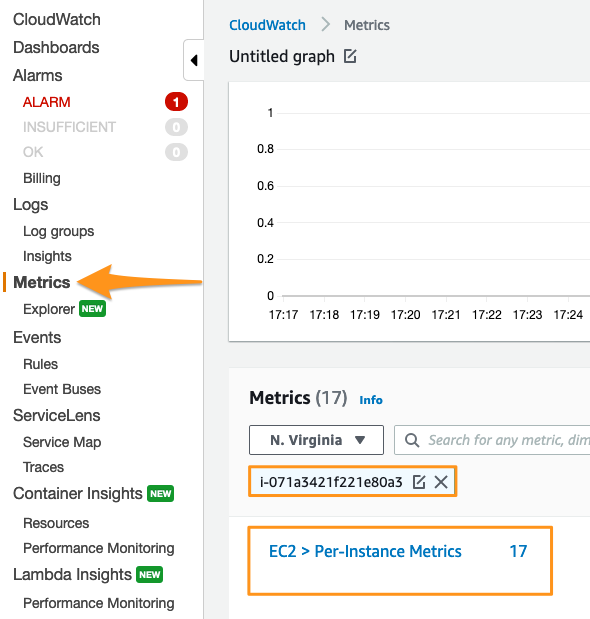 CloudWatch
Dashboards
Alarms
ALARM 1
INSUFFICIENT 0
OK 0
Billing
Logs
Log groups
Insights
Metrics
Explorer NEW
Events
Rules
Event Buses
ServiceLens
Service Map
Traces
Container Insights NEW
Resources
Performance Monitoring
Lambda Insights NEW
Performance Monitoring
CloudWatch > Metrics
Untitled graph
1
0.8
0.6
0.4
0.2
0
17:17 17:18 17:19 17:20 17:21 17:22 17:23 17:24
Metrics (17) Info
N. Virginia
Search for any metric, dim
i-071a3421f221e80a3
EC2 > Per-Instance Metrics 17